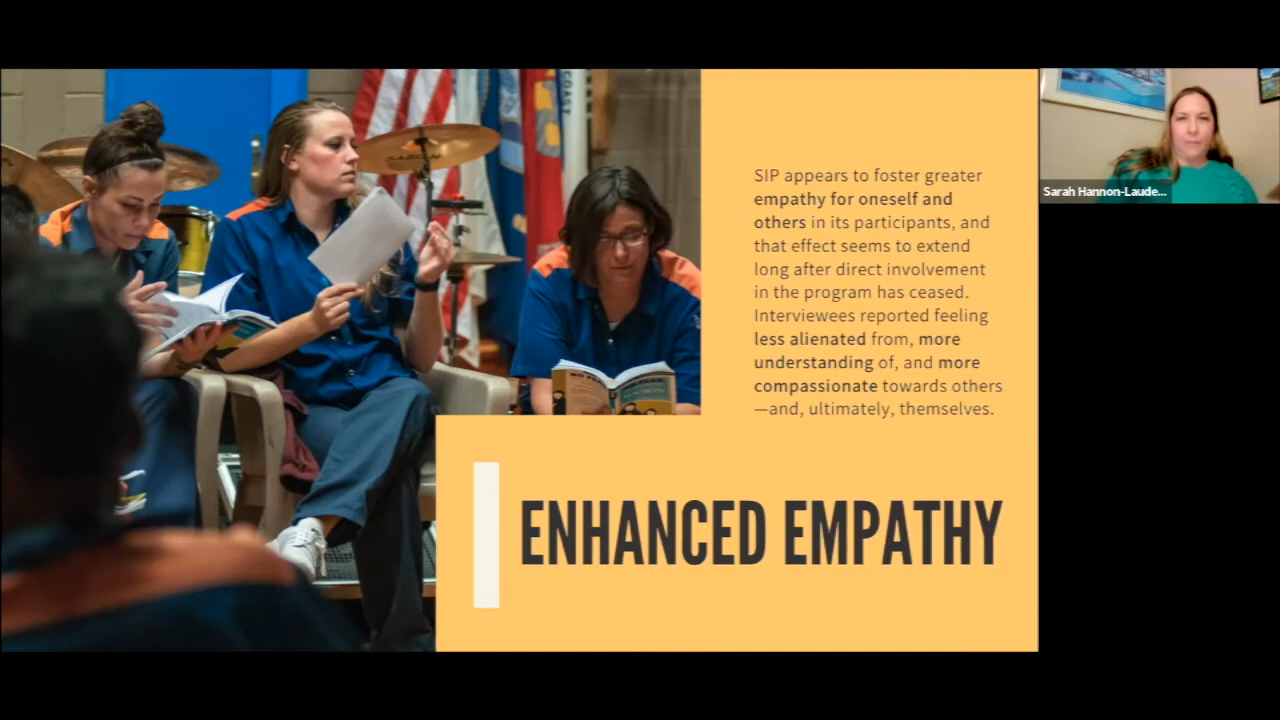 SIP appears to foster greater
empathy for oneself and
others in its participants, and
that effect seems to extend
long after direct involvement
in the program has ceased.
Interviewees reported feeling
less alienated from, more
understanding of, and more
compassionate towards others
—and, ultimately, themselves.
ENHANCED EMPATHY
Sarah Hannon-Laude...
SABIAN
COAST